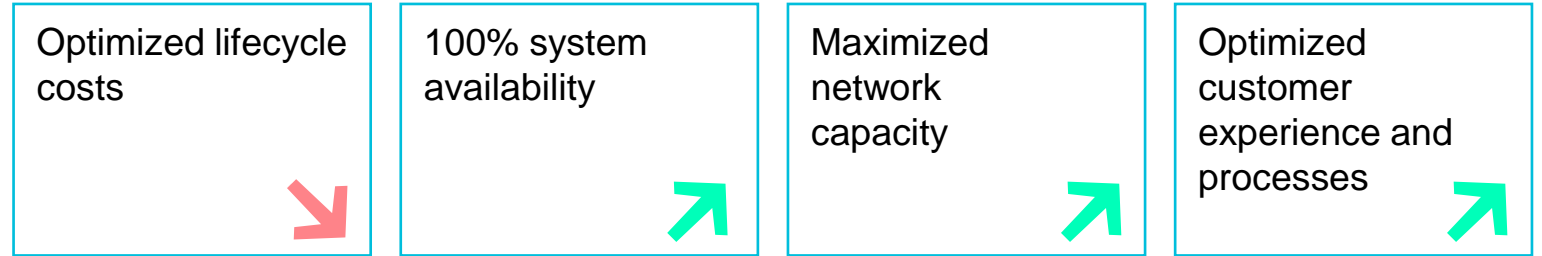 Optimized lifecycle
costs
100% system
availability
Maximized
network
capacity
Optimized
customer
experience and
processes